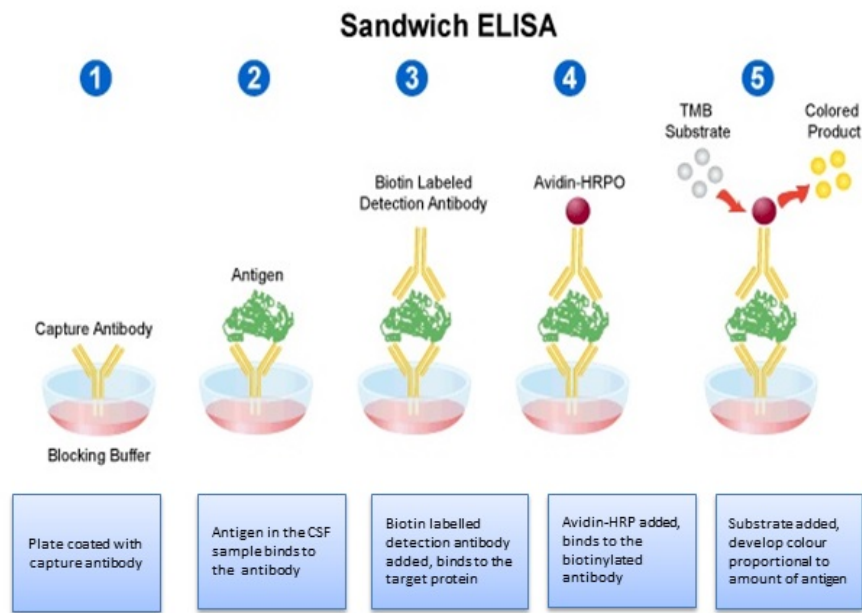 Sandwich ELISA
1
2
3
4
5
TMB
Substrate
Colored
Product
Biotin Labeled
Detection Antibody
Avidin-HRPO
Antigen
Capture Antibody
Blocking Buffer
Plate coated with
capture antibody
Antigen in the CSF
sample binds to
the antibody
Biotin labelled
detection antibody
added, binds to the
target protein
Avidin-HRP added,
binds to the
biotinylated
antibody
Substrate added,
develop colour
proportional to
amount of antigen